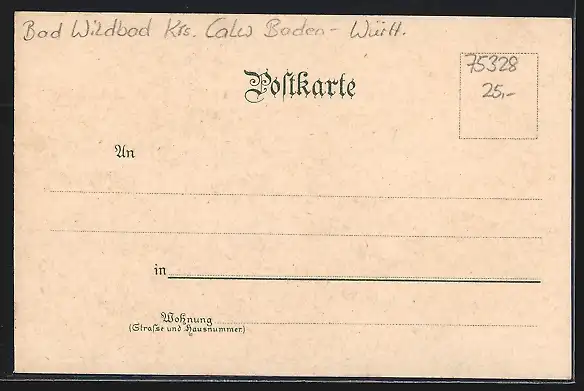 Bad Wildbad Krs. Calw Baden-Württ.
75328
25,-
Postkarte
An
in
Wohnung
(Straße und Hausnummer)